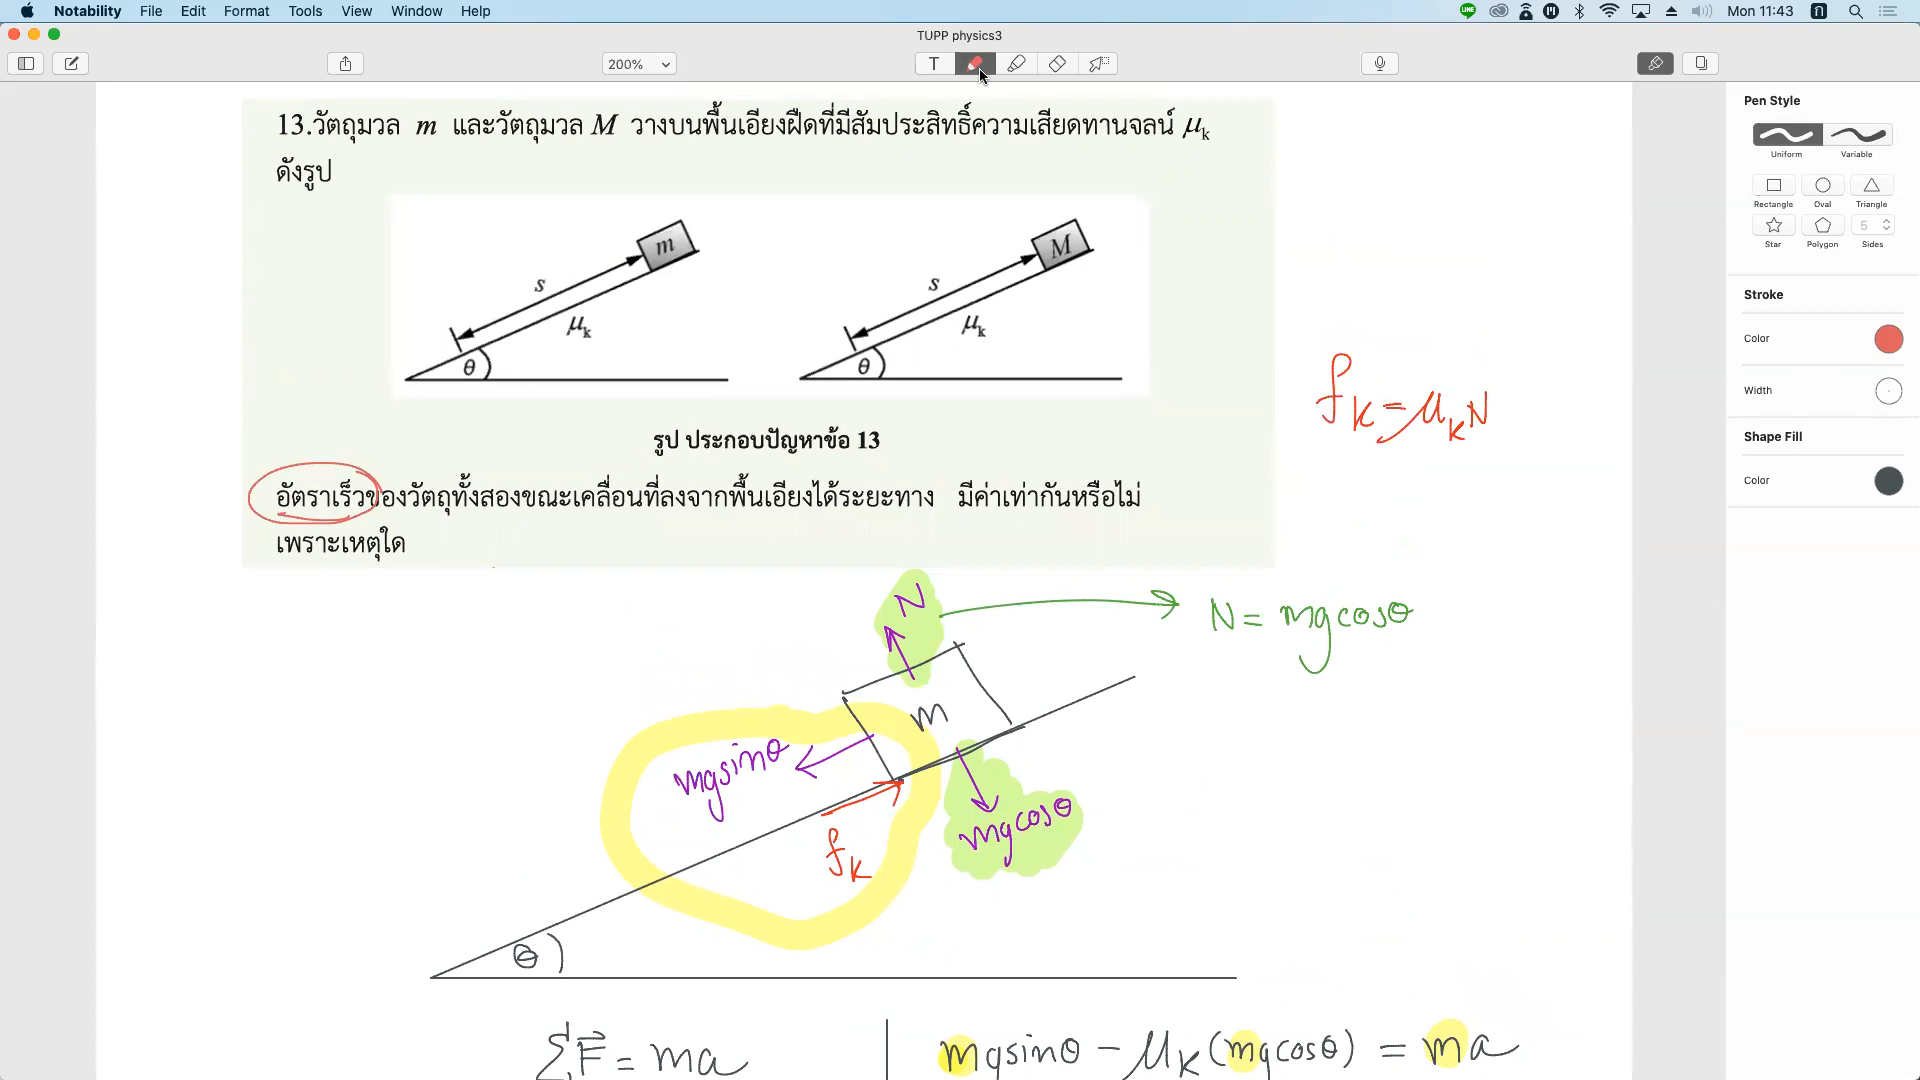 Notability File Edit Format Tools View Window Help Mon 11:43
TUPP physics3
200% T
Pen Style
Uniform Variable
Rectangle Oval Triangle
5
Star Polygon Sides
Stroke
Color
Width
Shape Fill
Color
13.วัตถุมวล m และวัตถุมวล M วางบนพื้นเอียงฝืดที่มีสัมประสิทธิ์ความเสียดทานจลน์ μk
ดังรูป
m M
s s
μk μk
θ θ
รูป ประกอบปัญหาข้อ 13
อัตราเร็วของวัตถุทั้งสองขณะเคลื่อนที่ลงจากพื้นเอียงได้ระยะทาง มีค่าเท่ากันหรือไม่
เพราะเหตุใด
fk = μkN
N
N = mgcosθ
m
mgsinθ
mgcosθ
fk
θ
ΣF = ma
mgsinθ - μk(mgcosθ) = ma